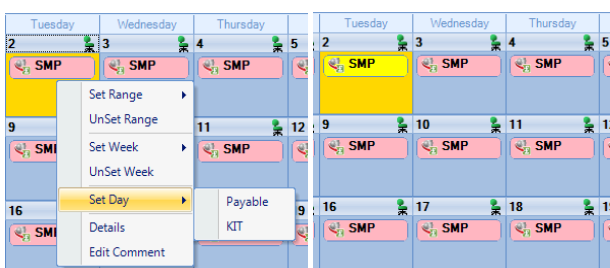 Tuesday Wednesday Thursday
2 3 4 5
SMP SMP SMP
Set Range
UnSet Range
9 11 12
Set Week
SMP
UnSet Week
Set Day
Payable
16
KIT
Details
Edit Comment
Tuesday Wednesday Thursday
2 3 4 5
SMP SMP SMP
9 10 11
SMP SMP SMP
16 17 18
SMP SMP SMP